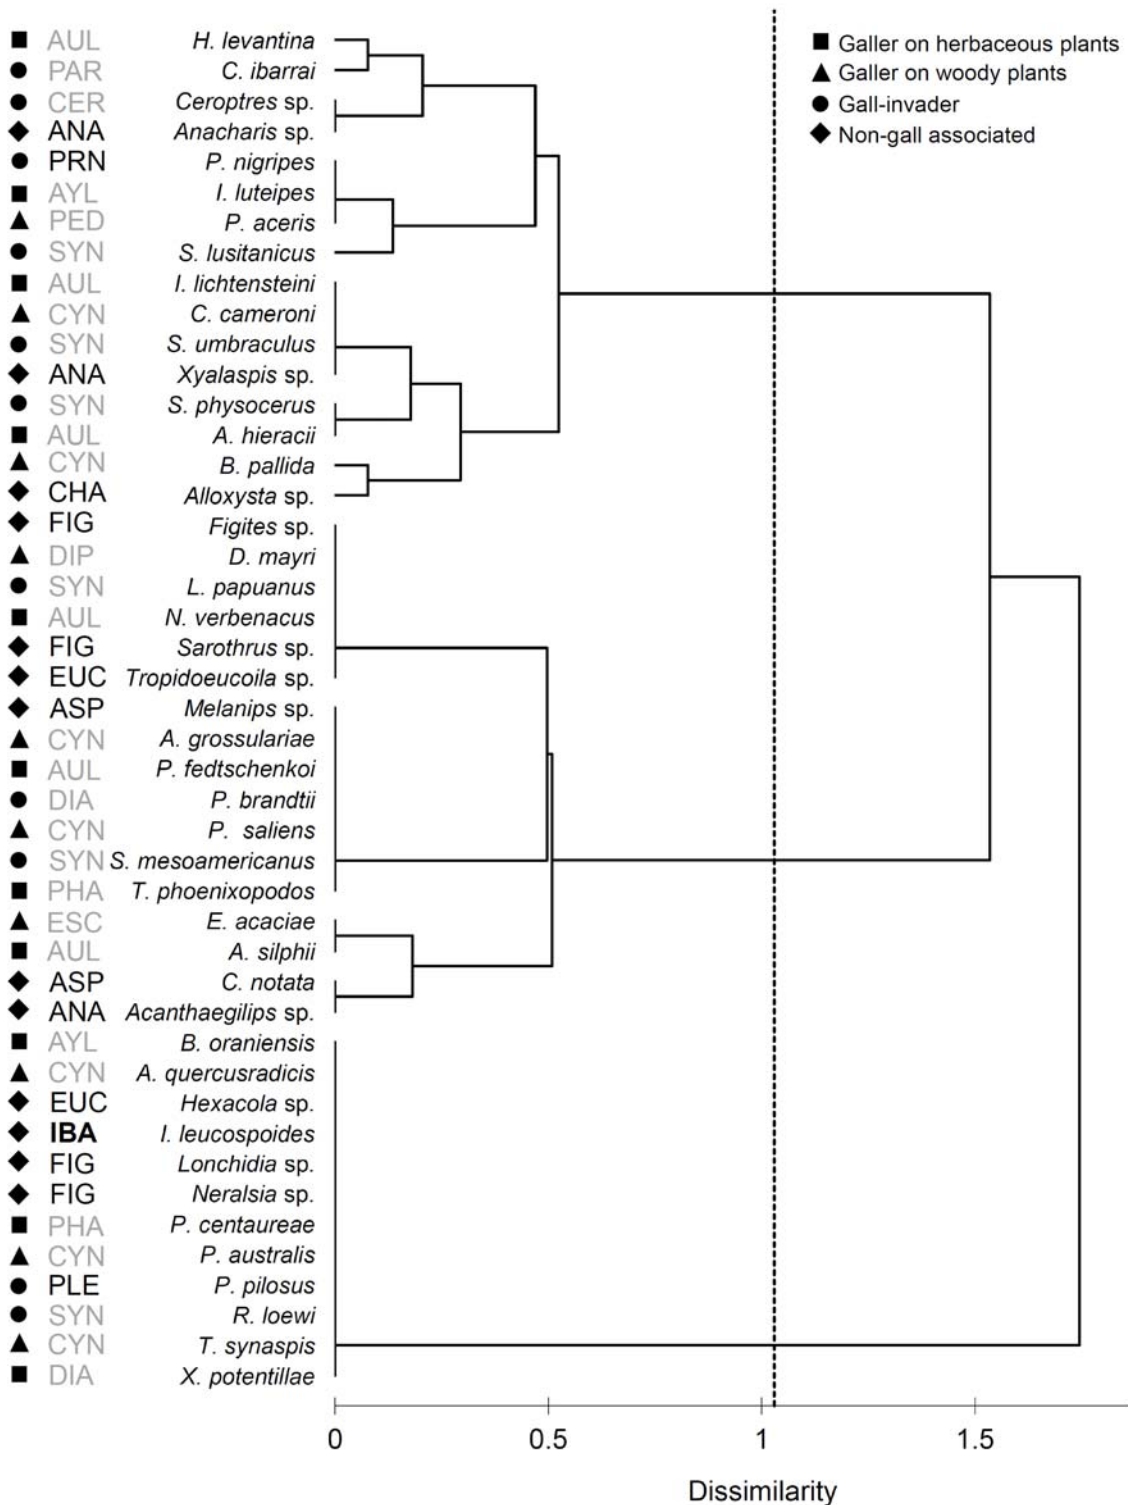 AUL H. levantina
PAR C. ibarrai
CER Ceroptres sp.
ANA Anacharis sp.
PRN P. nigripes
AYL I. luteipes
PED P. aceris
SYN S. lusitanicus
AUL I. lichtensteini
CYN C. cameroni
SYN S. umbraculus
ANA Xyalaspis sp.
SYN S. physocerus
AUL A. hieracii
CYN B. pallida
CHA Alloxysta sp.
FIG Figites sp.
DIP D. mayri
SYN L. papuanus
AUL N. verbenacus
FIG Sarothrus sp.
EUC Tropidoeucoila sp.
ASP Melanips sp.
CYN A. grossulariae
AUL P. fedtschenkoi
DIA P. brandtii
CYN P. saliens
SYN S. mesoamericanus
PHA T. phoenixopodos
ESC E. acaciae
AUL A. silphii
ASP C. notata
ANA Acanthaegilips sp.
AYL B. oraniensis
CYN A. quercusradicis
EUC Hexacola sp.
IBA I. leucospoides
FIG Lonchidia sp.
FIG Neralsia sp.
PHA P. centaureae
CYN P. australis
PLE P. pilosus
SYN R. loewi
CYN T. synaspis
DIA X. potentillae
Galler on herbaceous plants
Galler on woody plants
Gall-invader
Non-gall associated
0 0.5 1 1.5
Dissimilarity